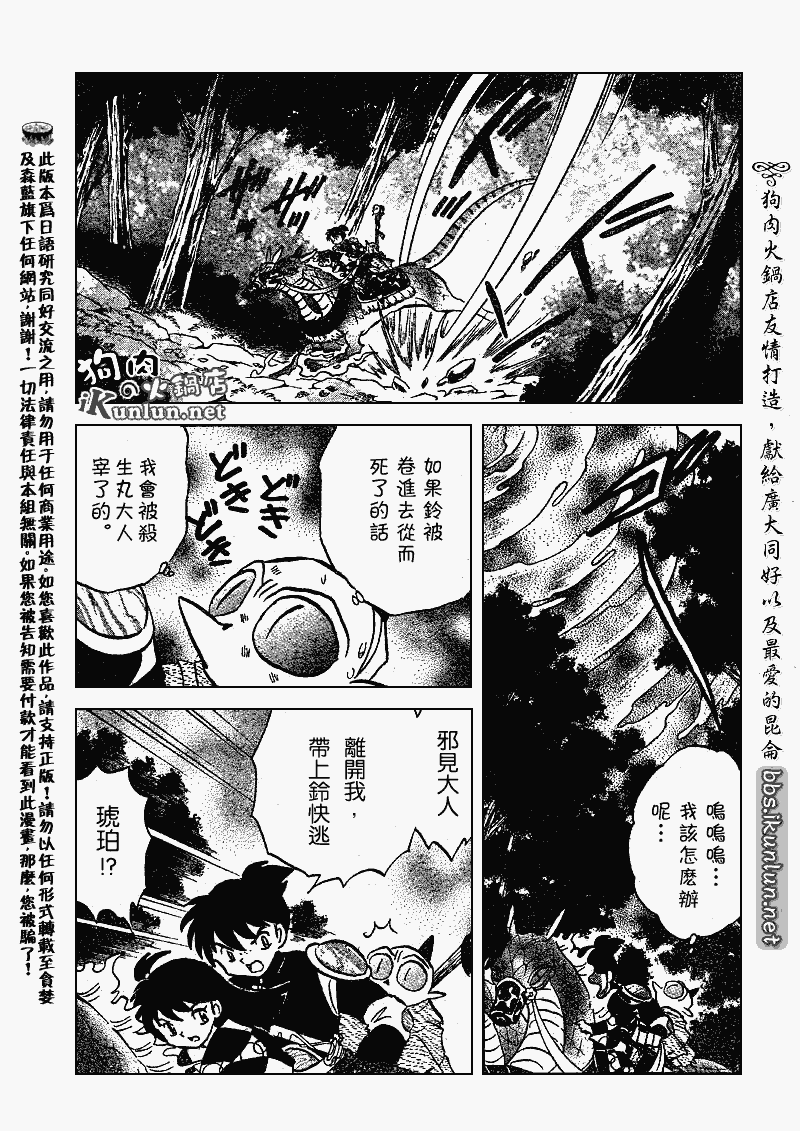 狗肉火鍋店友情打造，獻給廣大同好以及最愛的昆侖
bbs.ikunlun.net
狗肉の火鍋店
iKunlun.net
嗚嗚嗚…
我該怎麼辦
呢…
如果鈴被
卷進去從而
死了的話
どき
どき
我會被殺
生丸大人
宰了的。
邪見大人
離開我，
帶上鈴快逃
琥珀!?
此版本爲日語研究同好交流之用，請勿用于任何商業用途。如您喜歡此作品，請支持正版！請勿以任何形式轉載至貪婪
及森藍旗下任何網站，謝謝！一切法律責任與本組無關。如果您被告知需要付款才能看到此漫畫，那麼，您被騙了！